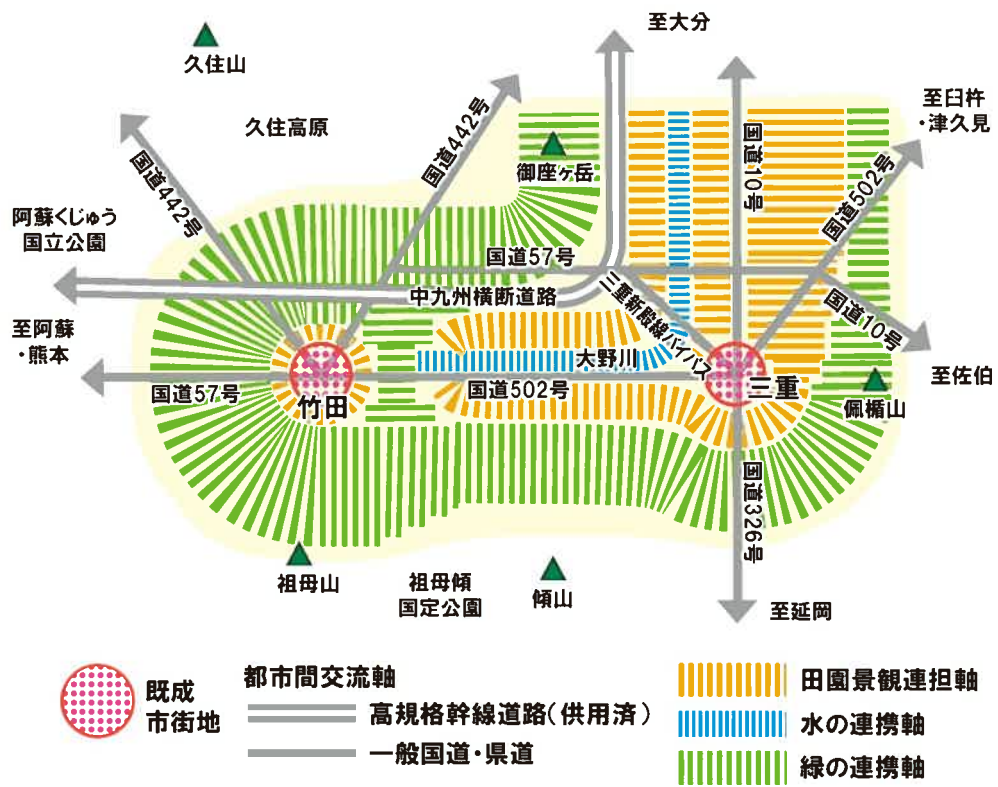 至大分
久住山
至臼杵
・津久見
久住高原
国道442号
国道442号
国道10号
国道502号
御座ヶ岳
阿蘇くじゅう
国立公園
国道57号
中九州横断道路
三重新殿線バイパス
国道10号
至阿蘇
・熊本
大野川
国道57号
国道502号
至佐伯
竹田
三重
佩楯山
国道326号
祖母山
祖母傾
国定公園
傾山
至延岡
既成
市街地
都市間交流軸
高規格幹線道路(供用済)
一般国道・県道
田園景観連担軸
水の連携軸
緑の連携軸